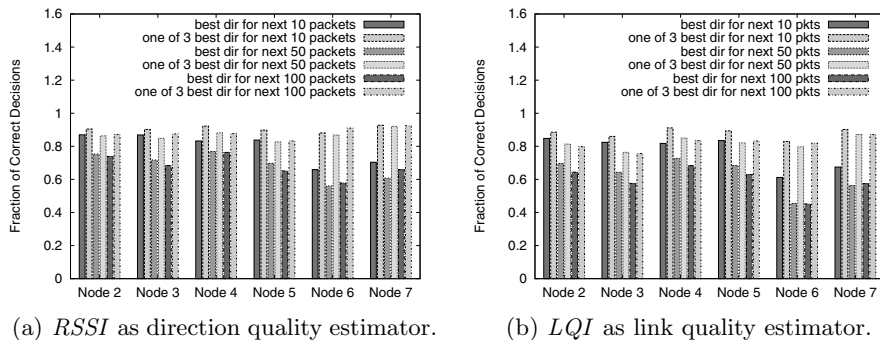 1.6
1.4
1.2
1
0.8
0.6
0.4
0.2
0
Fraction of Correct Decisions
best dir for next 10 packets
one of 3 best dir for next 10 packets
best dir for next 50 packets
one of 3 best dir for next 50 packets
best dir for next 100 packets
one of 3 best dir for next 100 packets
Node 2 Node 3 Node 4 Node 5 Node 6 Node 7
(a) RSSI as direction quality estimator.
1.6
1.4
1.2
1
0.8
0.6
0.4
0.2
0
Fraction of Correct Decisions
best dir for next 10 pkts
one of 3 best dir for next 10 pkts
best dir for next 50 pkts
one of 3 best dir for next 50 pkts
best dir for next 100 pkts
one of 3 best dir for next 100 pkts
Node 2 Node 3 Node 4 Node 5 Node 6 Node 7
(b) LQI as link quality estimator.